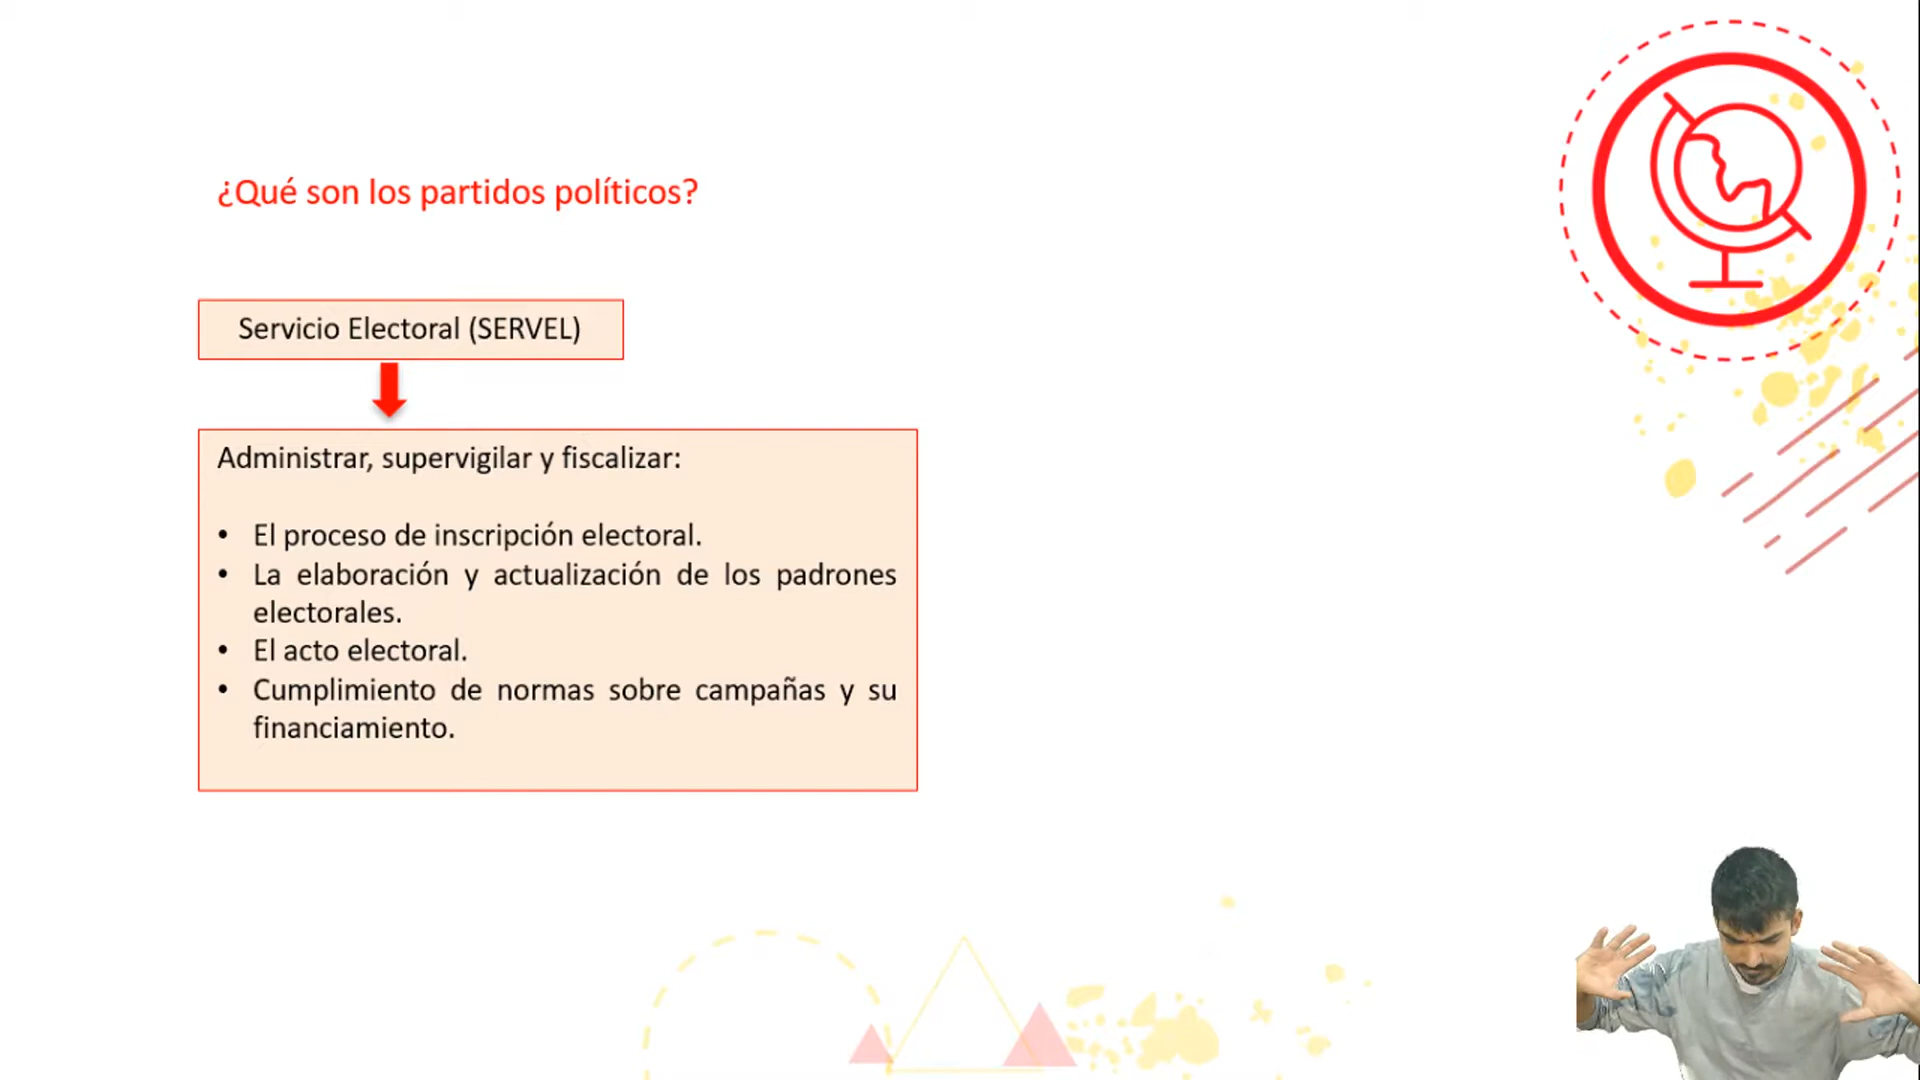 ¿Qué son los partidos políticos?
Servicio Electoral (SERVEL)
Administrar, supervigilar y fiscalizar:
• El proceso de inscripción electoral.
• La elaboración y actualización de los padrones
electorales.
• El acto electoral.
• Cumplimiento de normas sobre campañas y su
financiamiento.